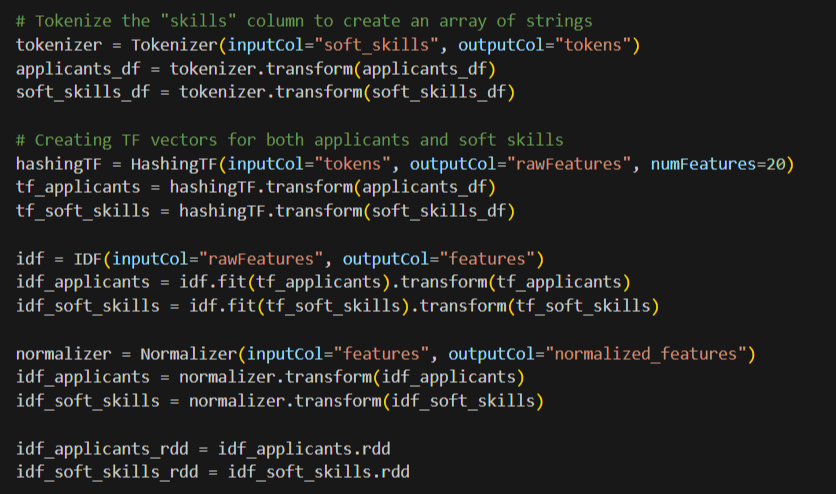 # Tokenize the "skills" column to create an array of strings
tokenizer = Tokenizer(inputCol="soft_skills", outputCol="tokens")
applicants_df = tokenizer.transform(applicants_df)
soft_skills_df = tokenizer.transform(soft_skills_df)

# Creating TF vectors for both applicants and soft skills
hashingTF = HashingTF(inputCol="tokens", outputCol="rawFeatures", numFeatures=20)
tf_applicants = hashingTF.transform(applicants_df)
tf_soft_skills = hashingTF.transform(soft_skills_df)

idf = IDF(inputCol="rawFeatures", outputCol="features")
idf_applicants = idf.fit(tf_applicants).transform(tf_applicants)
idf_soft_skills = idf.fit(tf_soft_skills).transform(tf_soft_skills)

normalizer = Normalizer(inputCol="features", outputCol="normalized_features")
idf_applicants = normalizer.transform(idf_applicants)
idf_soft_skills = normalizer.transform(idf_soft_skills)

idf_applicants_rdd = idf_applicants.rdd
idf_soft_skills_rdd = idf_soft_skills.rdd